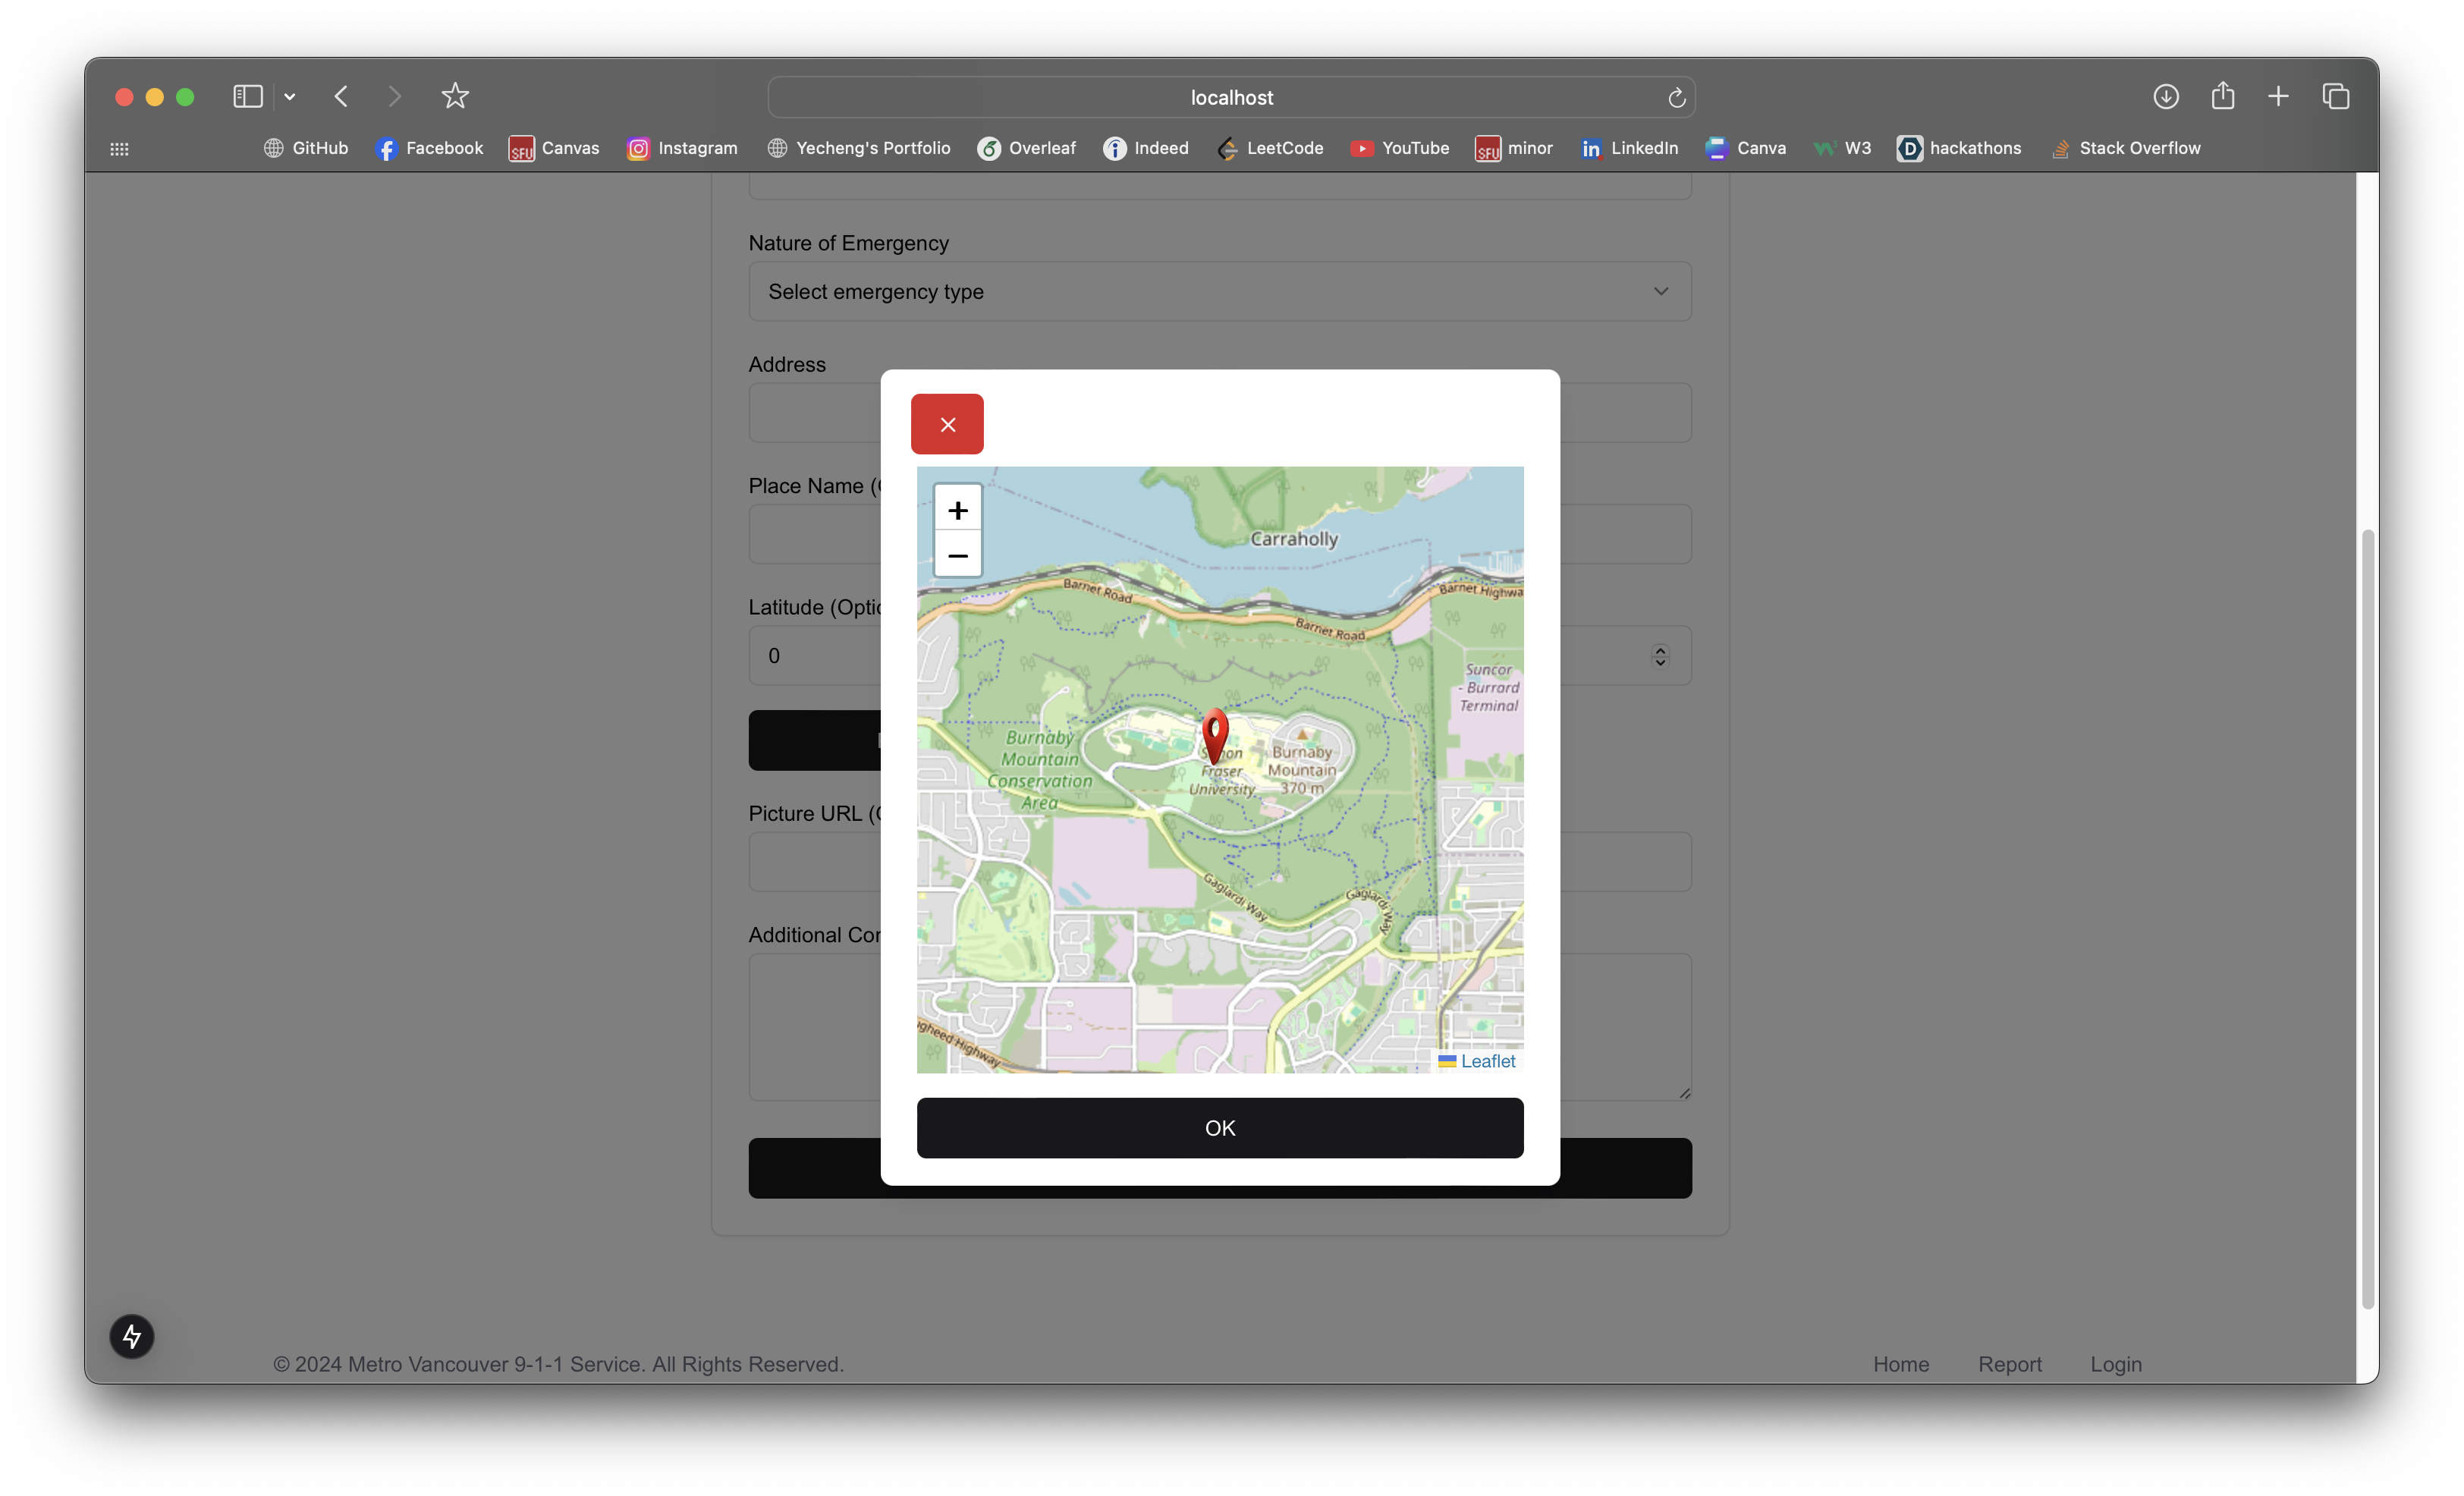 localhost
GitHub Facebook SFU Canvas Instagram Yecheng's Portfolio Overleaf Indeed LeetCode YouTube SFU minor LinkedIn Canva W3 hackathons Stack Overflow
Nature of Emergency
Select emergency type
Address
Place Name (
Latitude (Optio
0
Picture URL (
Additional Co
×
+
−
Carraholly
Barnet Road
Barnet Highwa
Barnet Road
Suncor
- Burrard
Terminal
Burnaby
Mountain
Conservation
Area
Fraser
University
Burnaby
Mountain
370 m
Gaglardi Way
Gaglardi Way
gheed Highway
Leaflet
OK
© 2024 Metro Vancouver 9-1-1 Service. All Rights Reserved.
Home Report Login